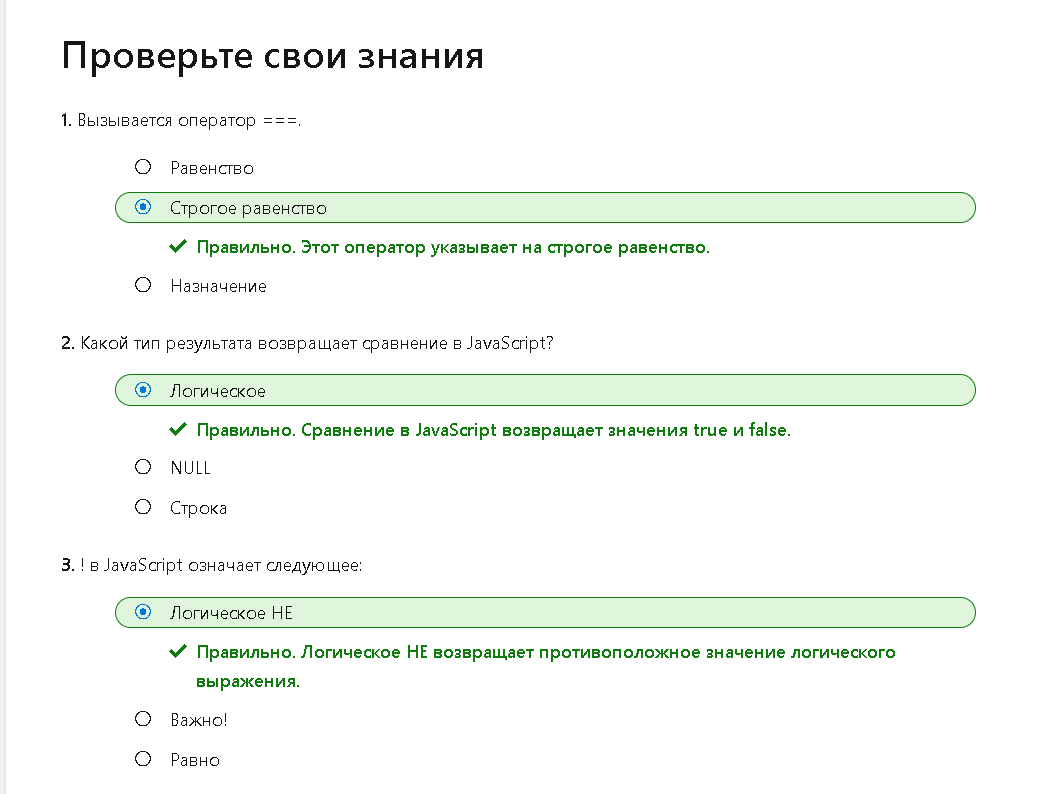 Проверьте свои знания
1. Вызывается оператор ===.
Равенство
Строгое равенство
Правильно. Этот оператор указывает на строгое равенство.
Назначение
2. Какой тип результата возвращает сравнение в JavaScript?
Логическое
Правильно. Сравнение в JavaScript возвращает значения true и false.
NULL
Строка
3. ! в JavaScript означает следующее:
Логическое НЕ
Правильно. Логическое НЕ возвращает противоположное значение логического
выражения.
Важно!
Равно